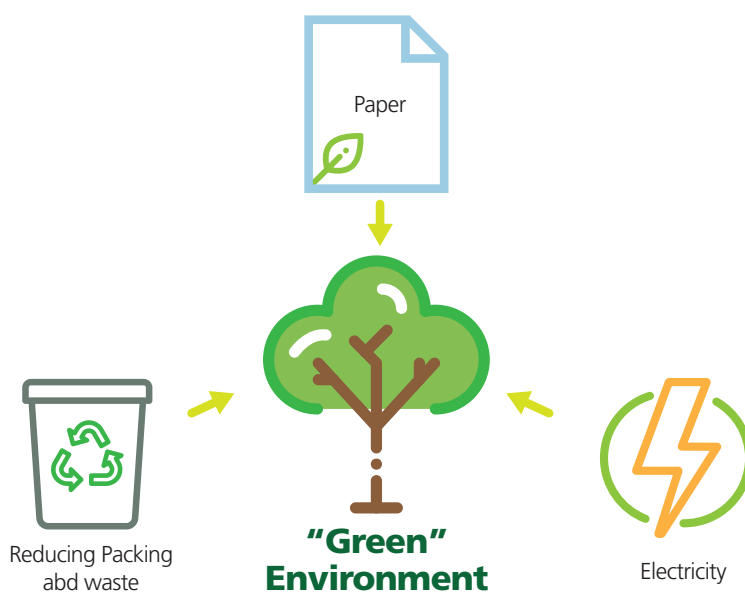 Paper
Reducing Packing
abd waste
“Green”
Environment
Electricity